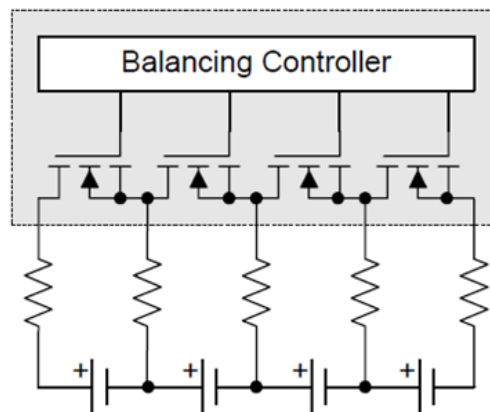 Balancing Controller
+ + + +